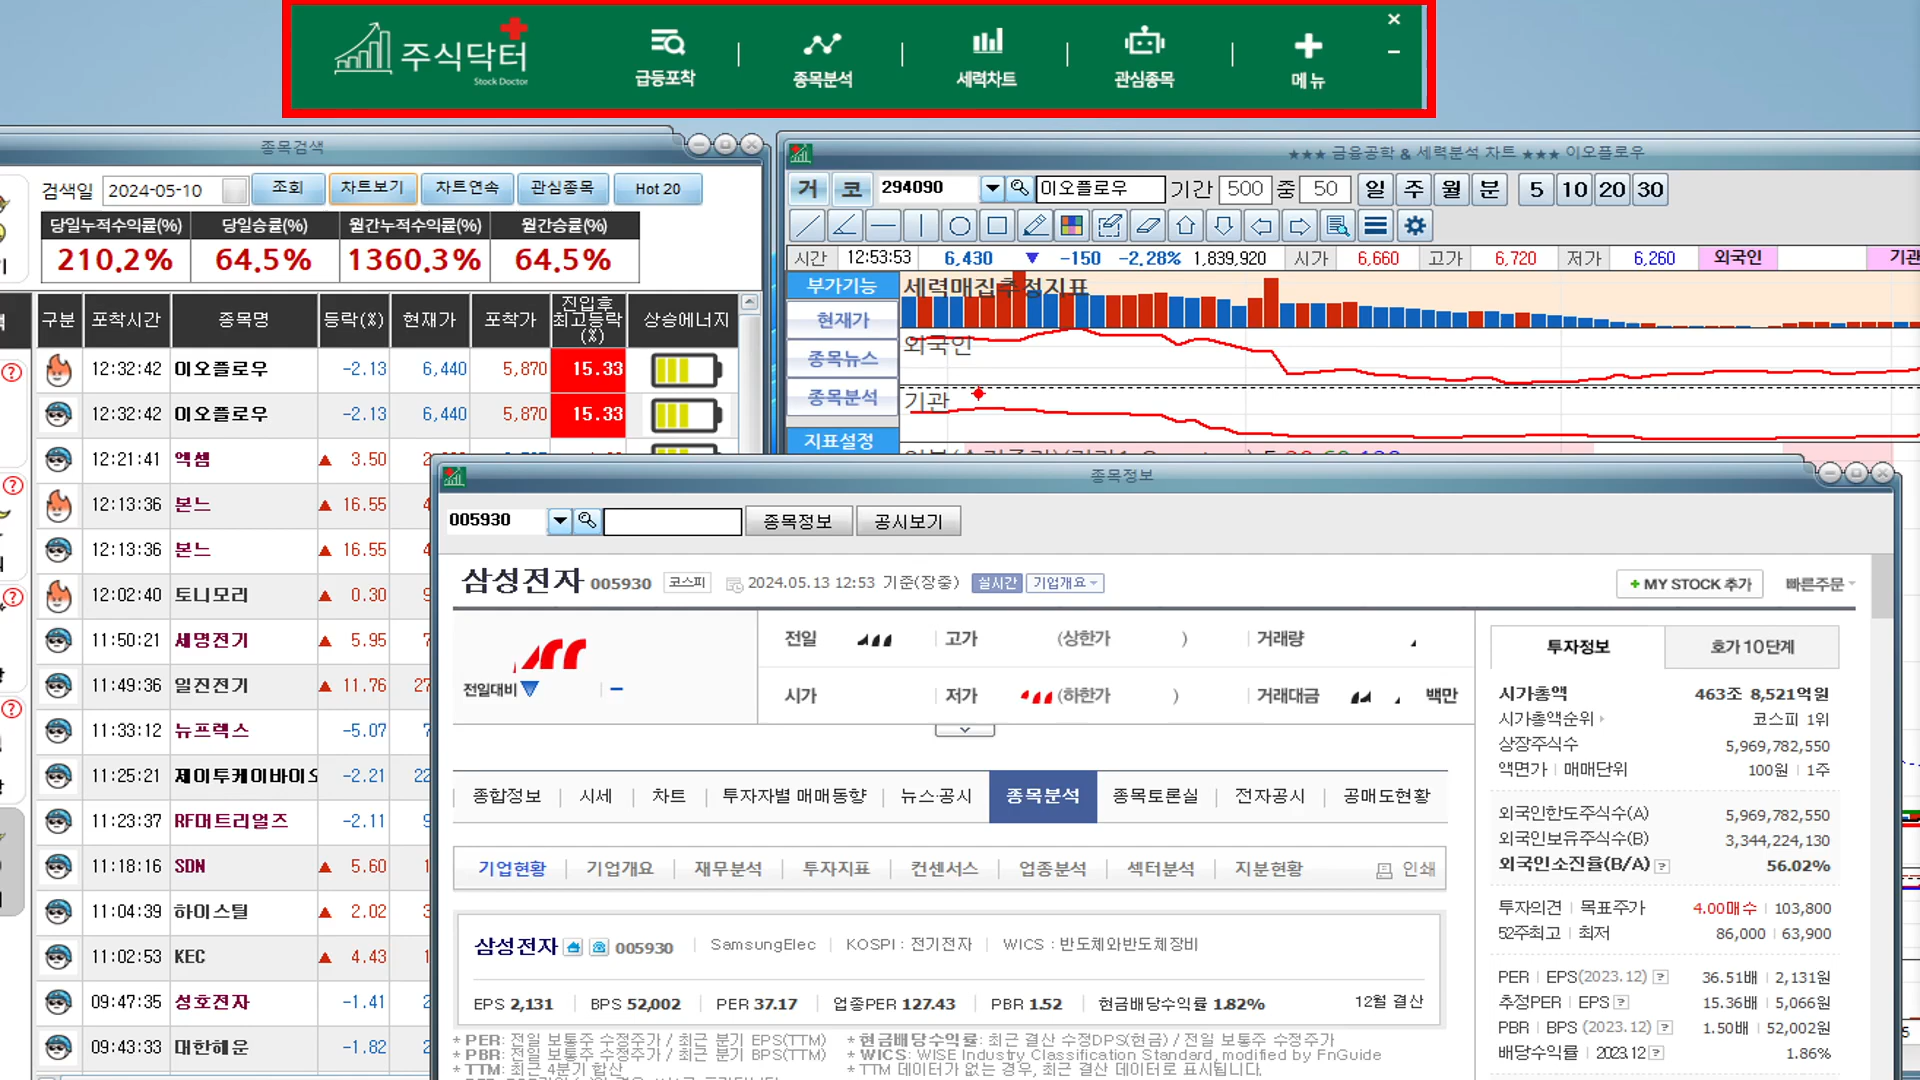 주식닥터
Stock Doctor
급등포착
종목분석
세력차트
관심종목
메뉴
종목검색
검색일 2024-05-10 조회 차트보기 차트연속 관심종목 Hot 20
당일누적수익률(%) 당일승률(%) 월간누적수익률(%) 월간승률(%)
210.2% 64.5% 1360.3% 64.5%
구분 포착시간 종목명 등락(%) 현재가 포착가 진입후 최고등락 (%) 상승에너지
12:32:42 이오플로우 -2.13 6,440 5,870 15.33
12:32:42 이오플로우 -2.13 6,440 5,870 15.33
12:21:41 엑셈 ▲ 3.50
12:13:36 본느 ▲ 16.55
12:13:36 본느 ▲ 16.55
12:02:40 토니모리 ▲ 0.30
11:50:21 세명전기 ▲ 5.95
11:49:36 일진전기 ▲ 11.76
11:33:12 뉴프렉스 -5.07
11:25:21 제이투케이바이오 -2.21
11:23:37 RF머트리얼즈 -2.11
11:18:16 SDN ▲ 5.60
11:04:39 하이스틸 ▲ 2.02
11:02:53 KEC ▲ 4.43
09:47:35 성호전자 -1.41
09:43:33 대한해운 -1.82
★★★ 금융공학 & 세력분석 차트 ★★★ 이오플로우
거 코 294090 이오플로우 기간 500 중 50 일 주 월 분 5 10 20 30
시간 12:53:53 6,430 ▼ -150 -2.28% 1,839,920 시가 6,660 고가 6,720 저가 6,260 외국인 기관
부가기능
현재가
종목뉴스
종목분석
지표설정
세력매집추정지표
외국인
기관
종목정보
005930 종목정보 공시보기
삼성전자 005930 코스피 2024.05.13 12:53 기준(장중) 실시간 기업개요
+ MY STOCK 추가 빠른주문
전일대비 ▼
전일 고가 (상한가 ) 거래량
시가 저가 (하한가 ) 거래대금 백만
종합정보 시세 차트 투자자별 매매동향 뉴스·공시 종목분석 종목토론실 전자공시 공매도현황
기업현황 기업개요 재무분석 투자지표 컨센서스 업종분석 섹터분석 지분현황 인쇄
삼성전자 005930 SamsungElec KOSPI : 전기전자 WICS : 반도체와반도체장비
EPS 2,131 BPS 52,002 PER 37.17 업종PER 127.43 PBR 1.52 현금배당수익률 1.82% 12월 결산
* PER: 전일 보통주 수정주가 / 최근 분기 EPS(TTM)
* PBR: 전일 보통주 수정주가 / 최근 분기 BPS(TTM)
* TTM: 최근 4분기 합산
* 현금배당수익률: 최근 결산 수정DPS(현금) / 전일 보통주 수정주가
* WICS: WISE Industry Classification Standard, modified by FnGuide
* TTM 데이터가 없는 경우, 최근 결산 데이터로 표시됩니다.
투자정보 호가 10단계
시가총액 463조 8,521억원
시가총액순위 코스피 1위
상장주식수 5,969,782,550
액면가 | 매매단위 100원 | 1주
외국인한도주식수(A) 5,969,782,550
외국인보유주식수(B) 3,344,224,130
외국인소진율(B/A) ? 56.02%
투자의견 | 목표주가 4.00매수 | 103,800
52주최고 | 최저 86,000 | 63,900
PER | EPS(2023.12) ? 36.51배 | 2,131원
추정PER | EPS ? 15.36배 | 5,066원
PBR | BPS (2023.12) ? 1.50배 | 52,002원
배당수익률 | 2023.12 ? 1.86%